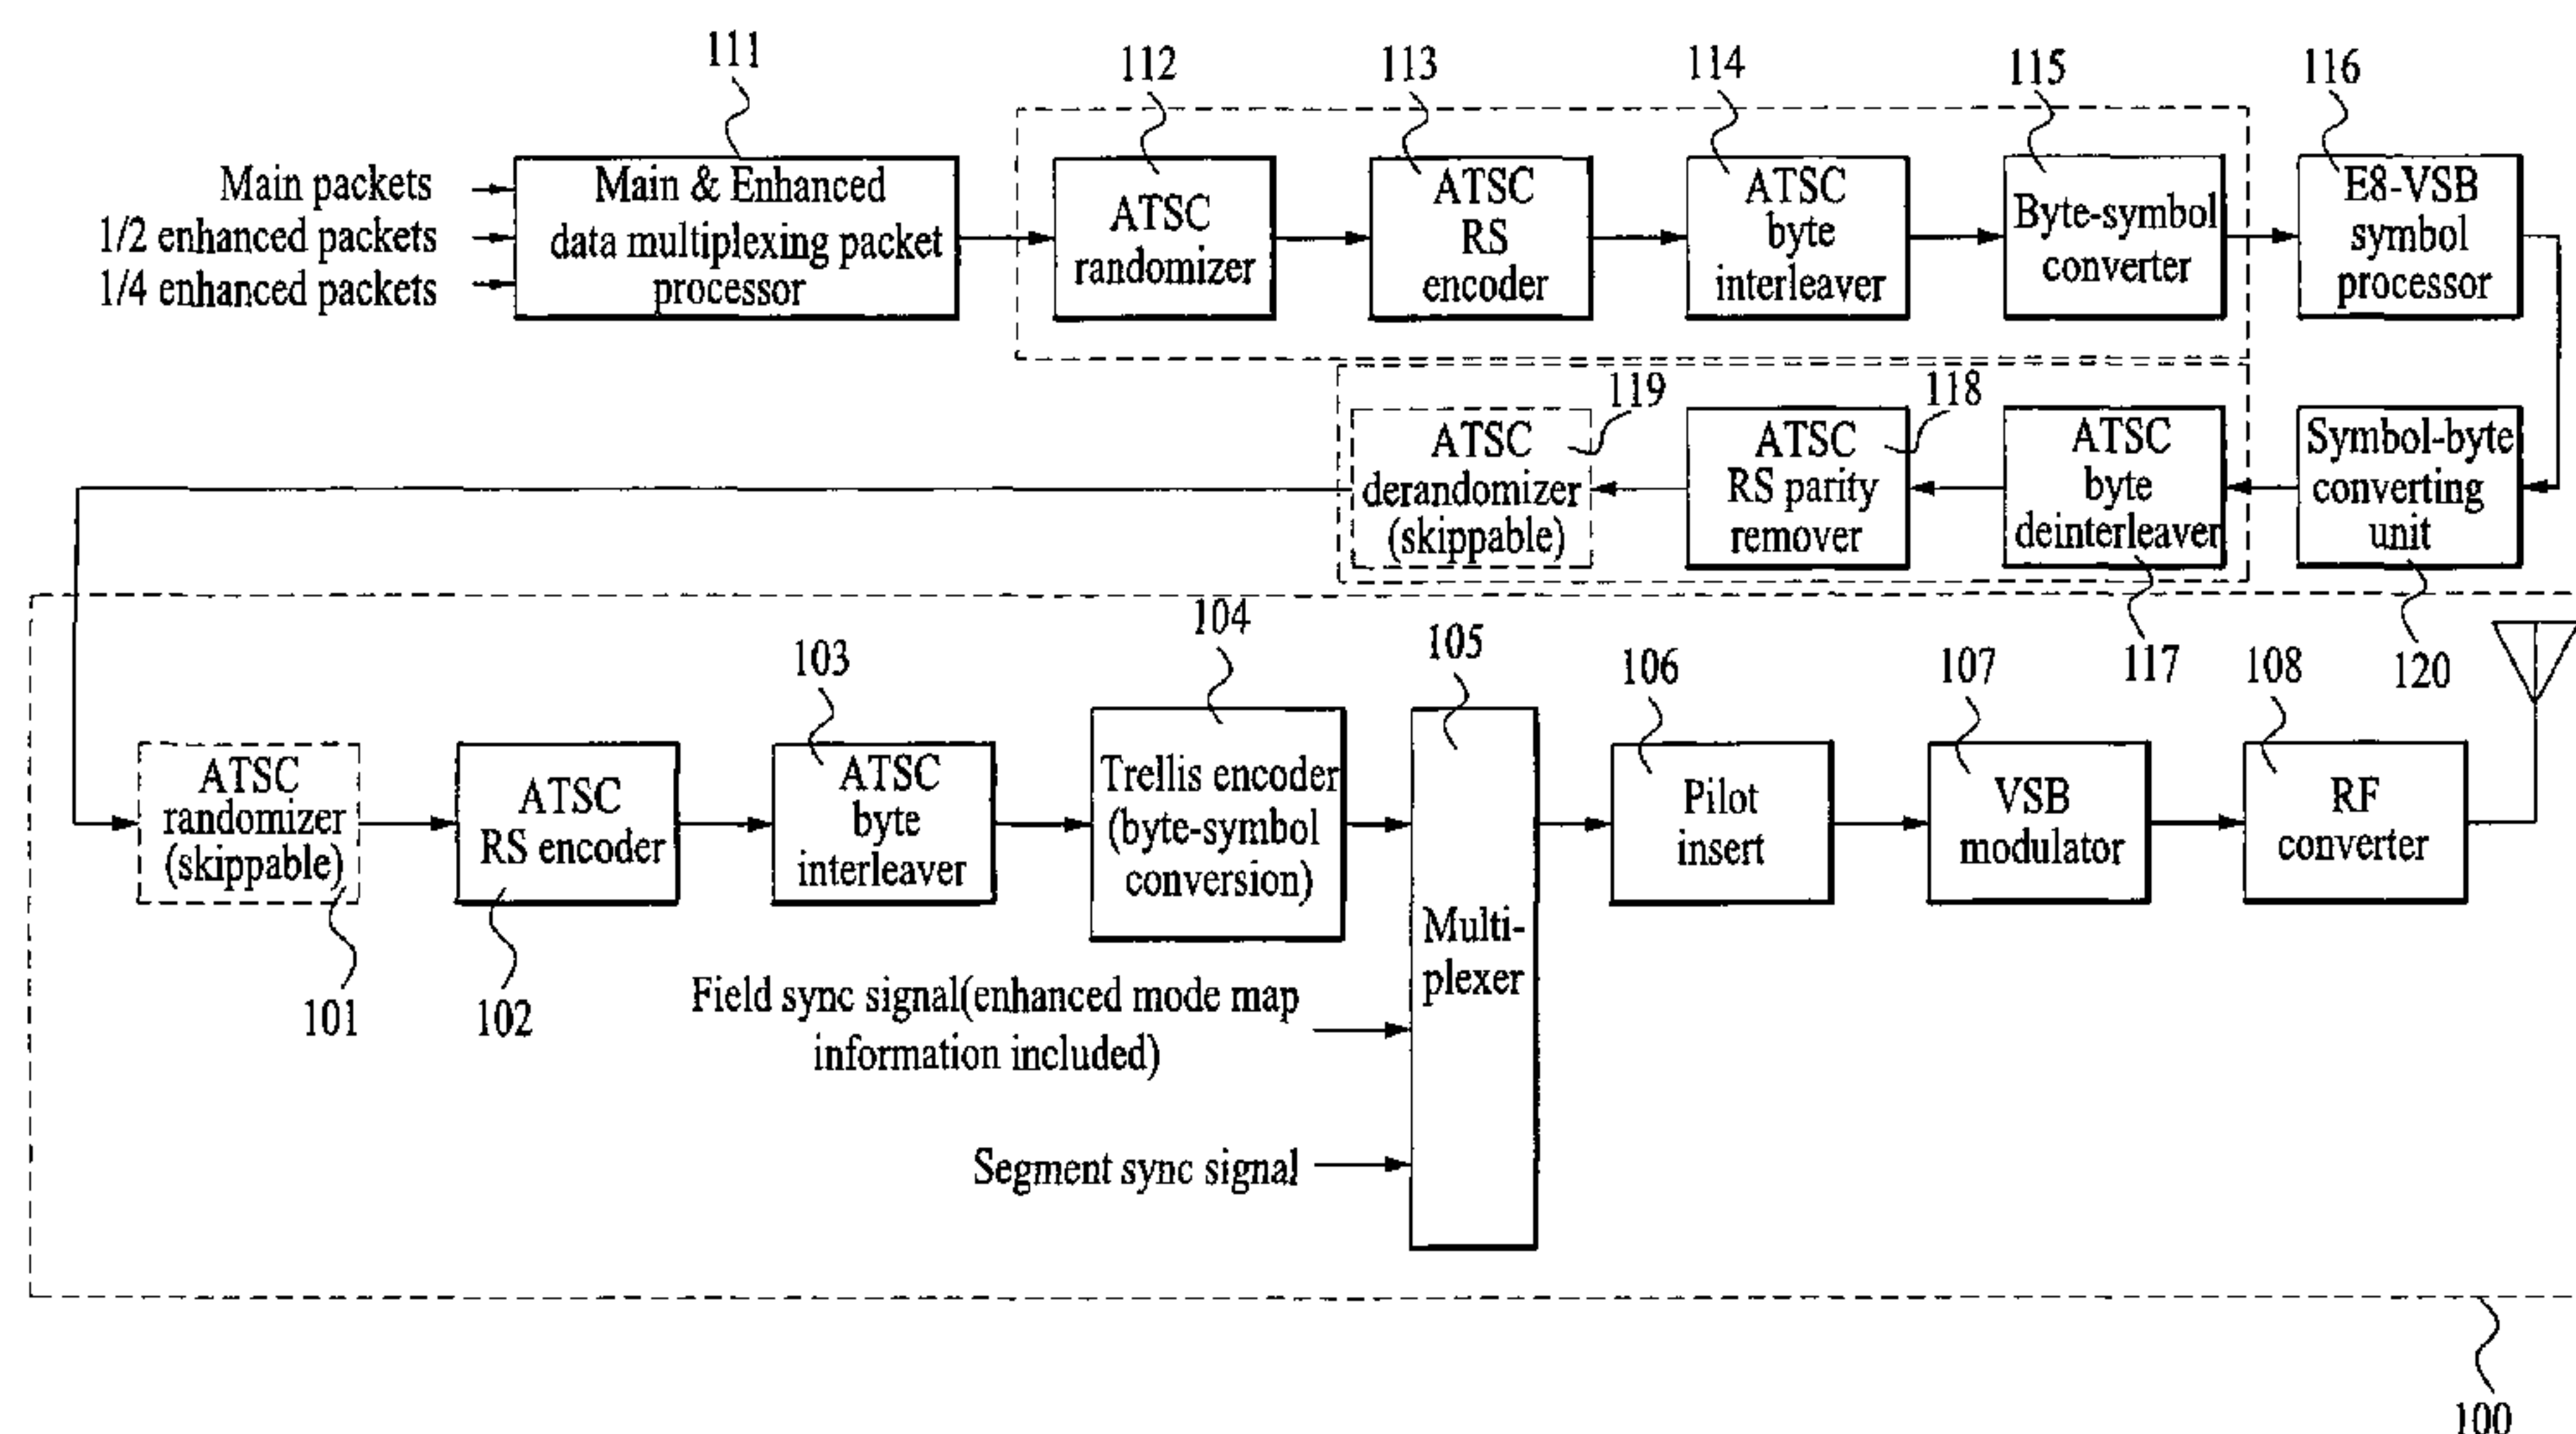 111
112
113
114
115
116
Main packets
1/2 enhanced packets
1/4 enhanced packets
Main & Enhanced
data multiplexing packet
processor
ATSC
randomizer
ATSC
RS
encoder
ATSC
byte
interleaver
Byte-symbol
converter
E8-VSB
symbol
processor
119
118
ATSC
derandomizer
(skippable)
ATSC
RS parity
remover
ATSC
byte
deinterleaver
Symbol-byte
converting
unit
117
120
103
104
105
106
107
108
ATSC
randomizer
(skippable)
ATSC
RS encoder
ATSC
byte
interleaver
Trellis encoder
(byte-symbol
conversion)
Multi-
plexer
Pilot
insert
VSB
modulator
RF
converter
101
102
Field sync signal(enhanced mode map
information included)
Segment sync signal
100